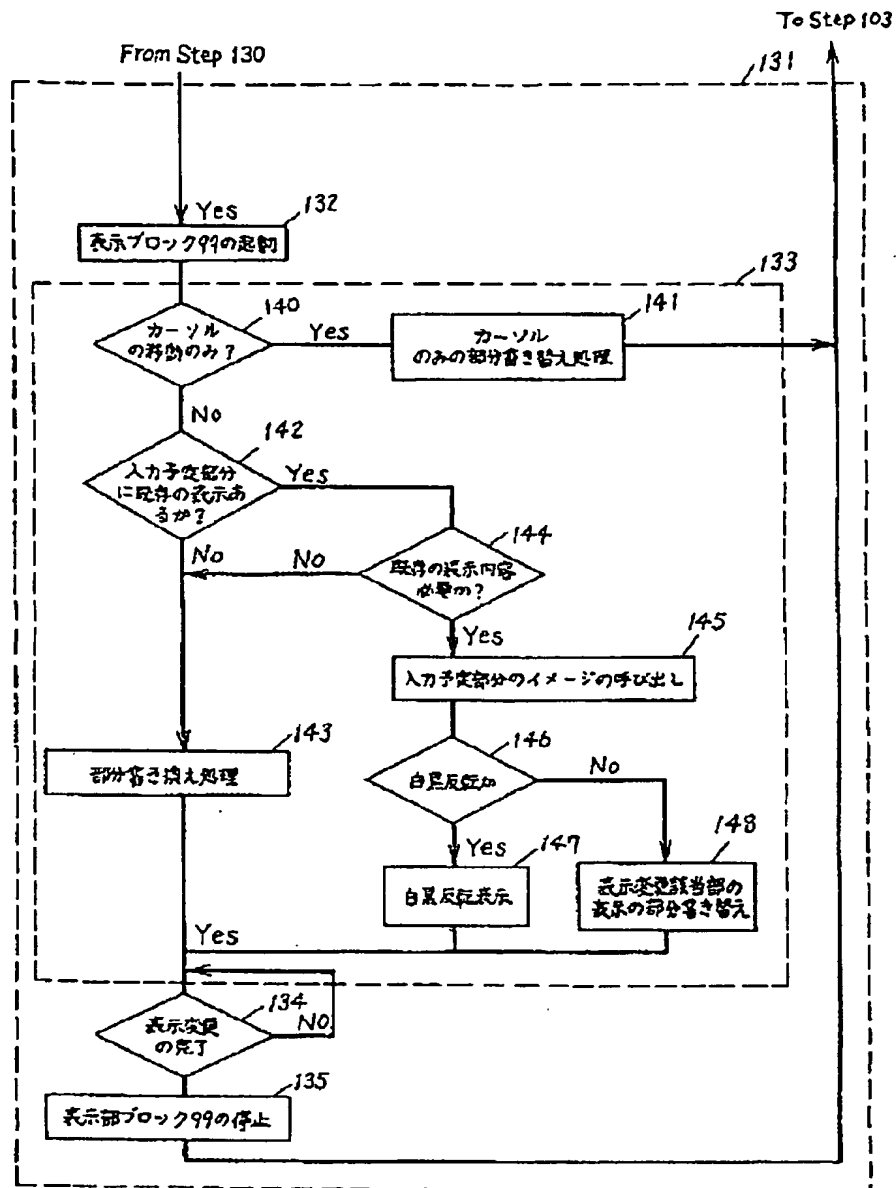 To Step 103
From Step 130
131
Yes
132
表示ブロック99の起動
133
140
カーソル
の移動のみ?
Yes
141
カーソル
のみの部分書き替え処理
No
142
入力予定部分
に既存の表示あ
るか?
Yes
144
No
No
既存の表示内容
必要か?
Yes
145
入力予定部分のイメージの呼び出し
143
部分書き換え処理
146
白黒反転か
No
Yes
147
148
白黒反転表示
表示変更該当部の
表示の部分書き替え
Yes
134
表示変更
の完了
NO
135
表示部ブロック99の停止